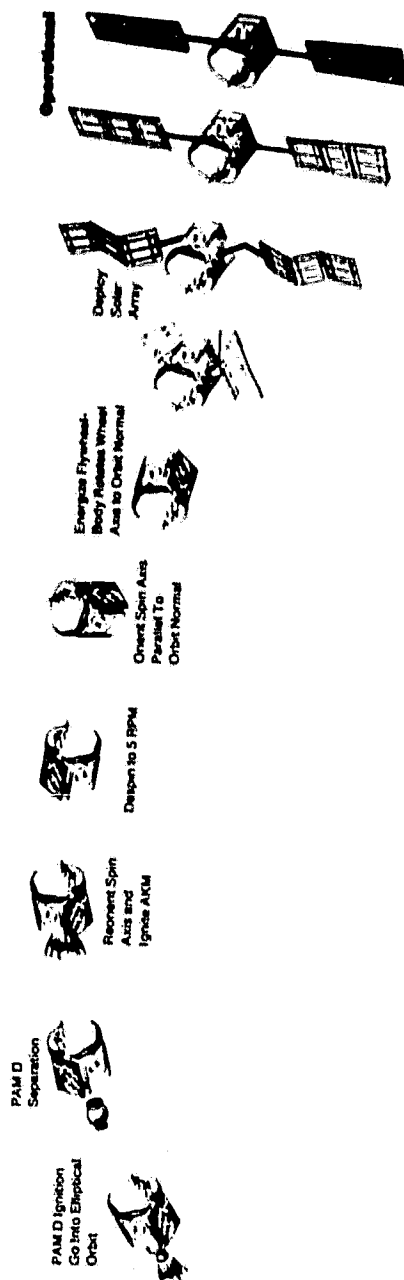 PAM D Ignition
Go Into Elliptical
Orbit
PAM D
Separation
Reorient Spin
Axis and
Ignite AKM
Despin to 5 RPM
Orient Spin Axis
Parallel To
Orbit Normal
Energize Flywheel-
Body Rotates Wheel
Axis to Orbit Normal
Deploy
Solar
Array
Operational